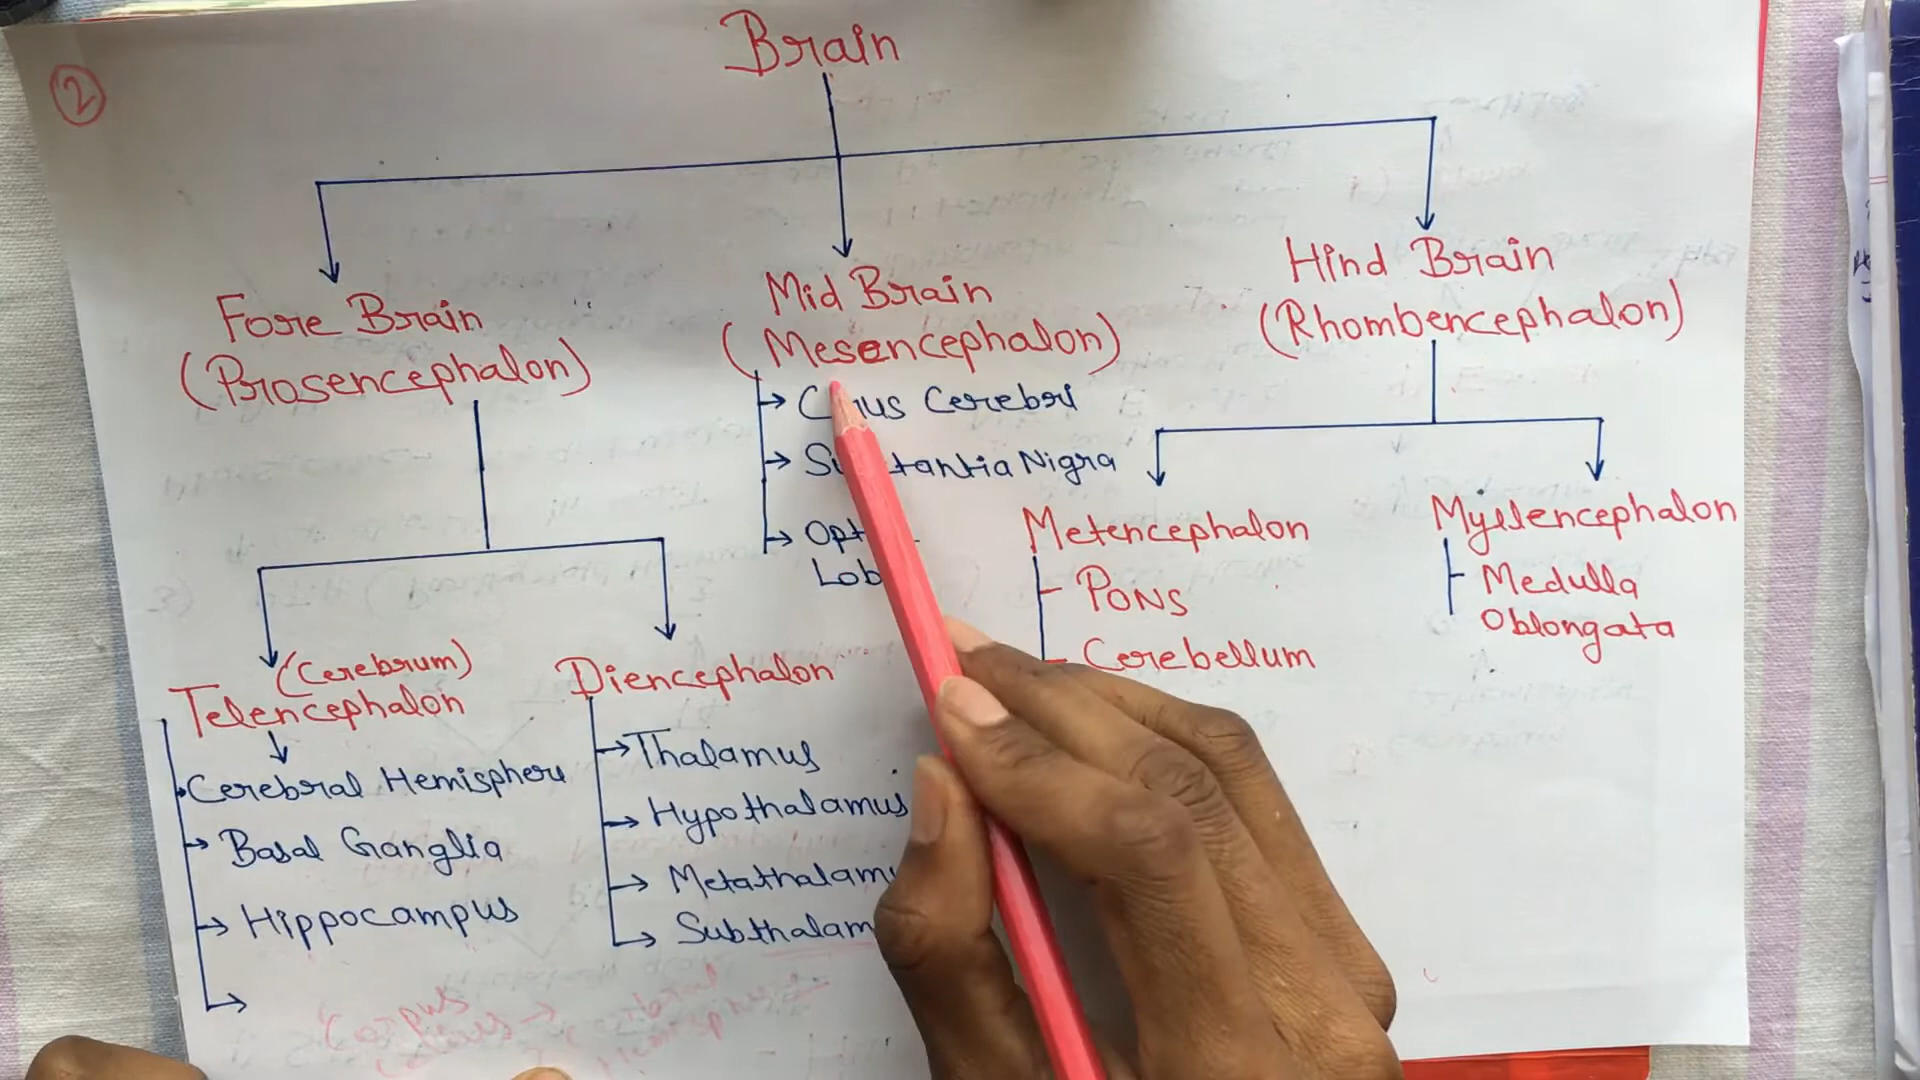 2
Brain
Fore Brain
(Prosencephalon)
Mid Brain
(Mesencephalon)
Cerebri
Nigra
Hind Brain
(Rhombencephalon)
Metencephalon
Pons
Cerebellum
Myelencephalon
Medulla
Oblongata
(Cerebrum)
Telencephalon
Cerebral Hemisphere
Basal Ganglia
Hippocampus
Diencephalon
Thalamus
Hypothalamus
Corpus